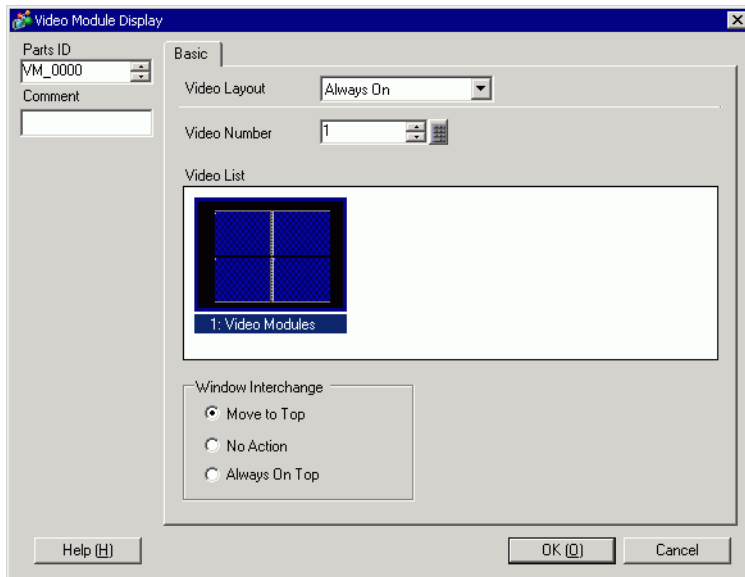 Video Module Display
Parts ID
VM_0000
Comment
Basic
Video Layout
Always On
Video Number
1
Video List
1: Video Modules
Window Interchange
Move to Top
No Action
Always On Top
Help (H)
OK (O)
Cancel